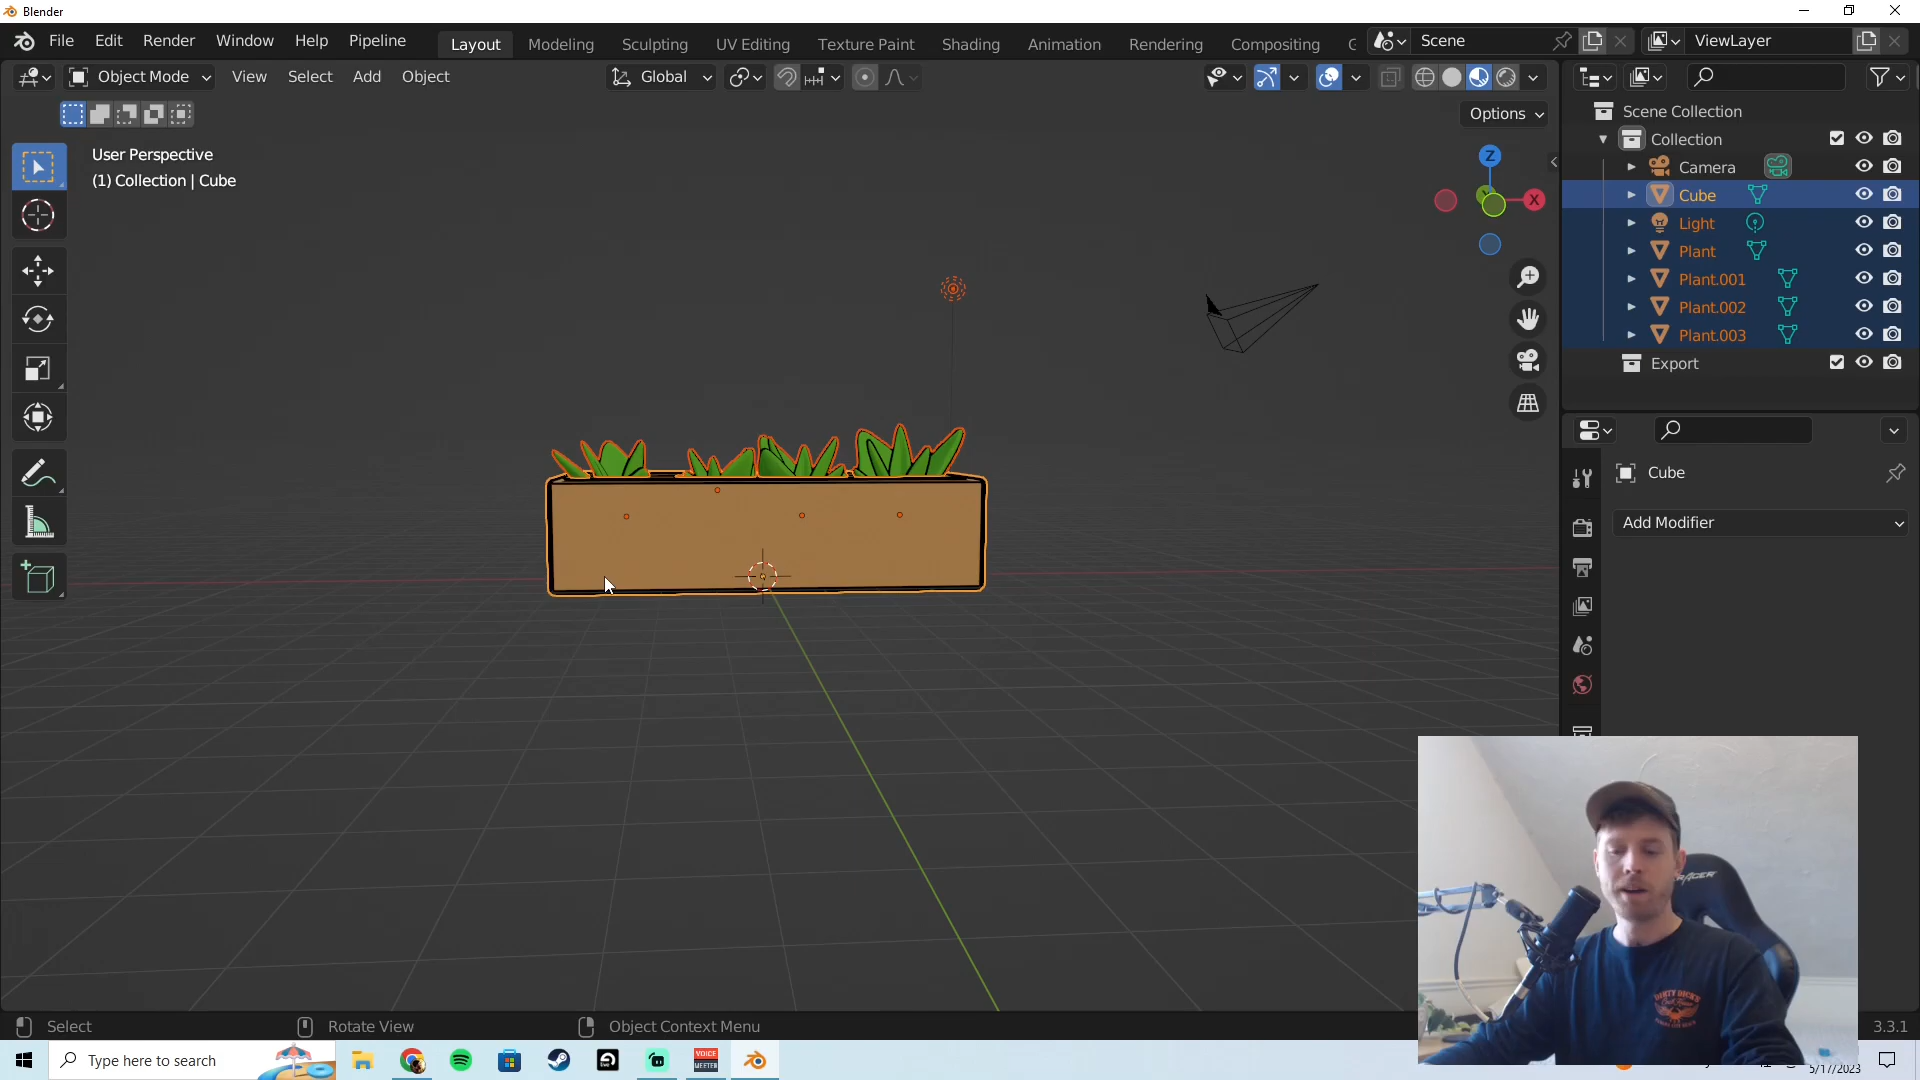 Blender
File Edit Render Window Help Pipeline Layout Modeling Sculpting UV Editing Texture Paint Shading Animation Rendering Compositing Scene ViewLayer
Object Mode View Select Add Object Global
Options
User Perspective
(1) Collection | Cube
Z
X
Scene Collection
Collection
Camera
Cube
Light
Plant
Plant.001
Plant.002
Plant.003
Export
Cube
Add Modifier
Select Rotate View Object Context Menu 3.3.1
Type here to search
VOICE
MEETER
5/17/2023